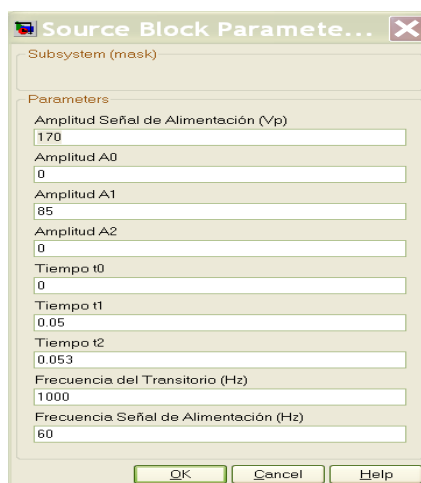 Source Block Paramete...
Subsystem (mask)
Parameters
Amplitud Señal de Alimentación (Vp)
170
Amplitud A0
0
Amplitud A1
85
Amplitud A2
0
Tiempo t0
0
Tiempo t1
0.05
Tiempo t2
0.053
Frecuencia del Transitorio (Hz)
1000
Frecuencia Señal de Alimentación (Hz)
60
OK Cancel Help